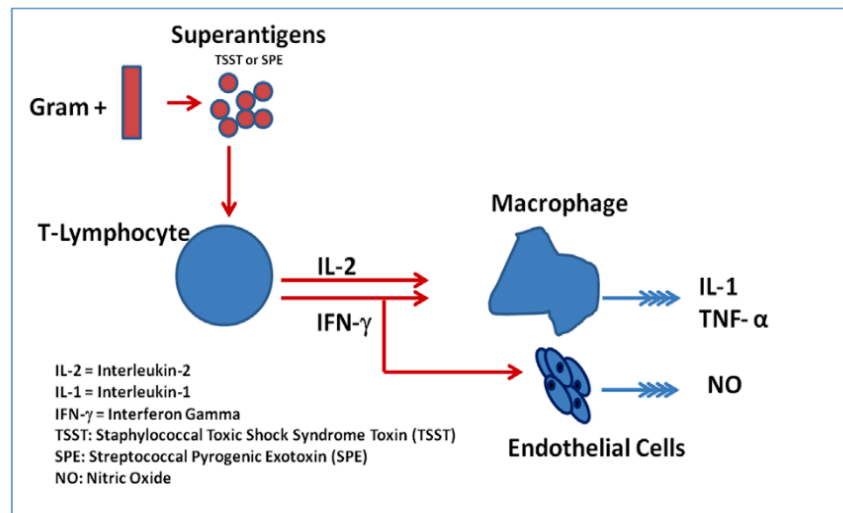 Superantigens
TSST or SPE
Gram +
T-Lymphocyte
IL-2
IFN-γ
Macrophage
IL-1
TNF- α
NO
Endothelial Cells
IL-2 = Interleukin-2
IL-1 = Interleukin-1
IFN-γ = Interferon Gamma
TSST: Staphylococcal Toxic Shock Syndrome Toxin (TSST)
SPE: Streptococcal Pyrogenic Exotoxin (SPE)
NO: Nitric Oxide